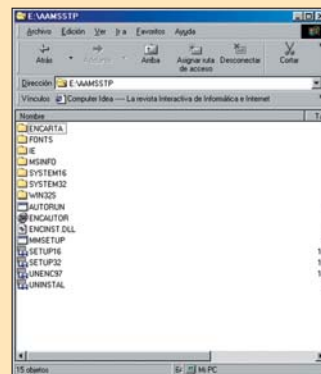 E:\AAMSSTP
Archivo Edición Ver Ir a Favoritos Ayuda
Atrás Adelante Arriba Asignar ruta de acceso Desconectar Cortar
Dirección E:\AAMSSTP
Vínculos Computer Idea ---- La revista Interactiva de Informática e Internet
Nombre
ENCARTA
FONTS
IE
MSINFO
SYSTEM16
SYSTEM32
WIN32S
AUTORUN
ENCAUTOR
ENCINST.DLL
MMSETUP
SETUP16
SETUP32
UNENC97
UNINSTAL
15 objetos Mi PC